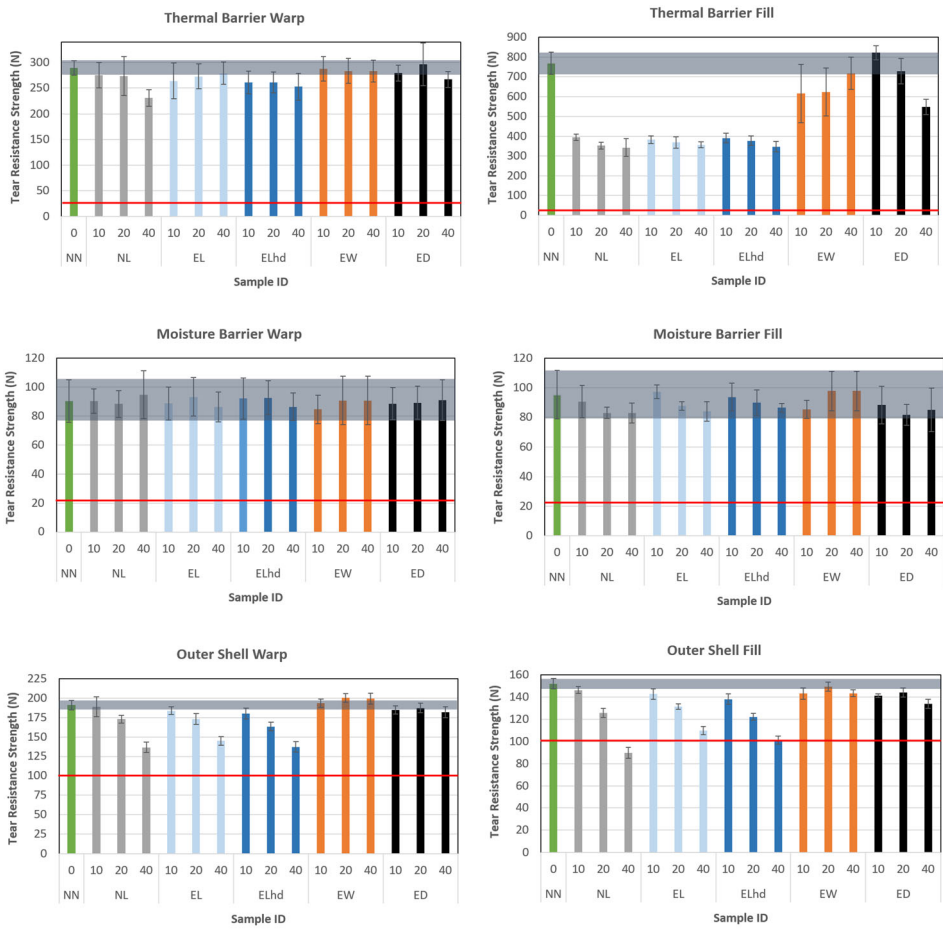 Thermal Barrier Warp
Tear Resistance Strength (N)
350
300
250
200
150
100
50
0
0 10 20 40 10 20 40 10 20 40 10 20 40 10 20 40
NN NL EL ELhd EW ED
Sample ID
Thermal Barrier Fill
Tear Resistance Strength (N)
900
800
700
600
500
400
300
200
100
0
0 10 20 40 10 20 40 10 20 40 10 20 40 10 20 40
NN NL EL ELhd EW ED
Sample ID
Moisture Barrier Warp
Tear Resistance Strength (N)
120
100
80
60
40
20
0
0 10 20 40 10 20 40 10 20 40 10 20 40 10 20 40
NN NL EL ELhd EW ED
Sample ID
Moisture Barrier Fill
Tear Resistance Strength (N)
120
100
80
60
40
20
0
0 10 20 40 10 20 40 10 20 40 10 20 40 10 20 40
NN NL EL ELhd EW ED
Sample ID
Outer Shell Warp
Tear Resistance Strength (N)
225
200
175
150
125
100
75
50
25
0
0 10 20 40 10 20 40 10 20 40 10 20 40 10 20 40
NN NL EL ELhd EW ED
Sample ID
Outer Shell Fill
Tear Resistance Strength (N)
160
140
120
100
80
60
40
20
0
0 10 20 40 10 20 40 10 20 40 10 20 40 10 20 40
NN NL EL ELhd EW ED
Sample ID